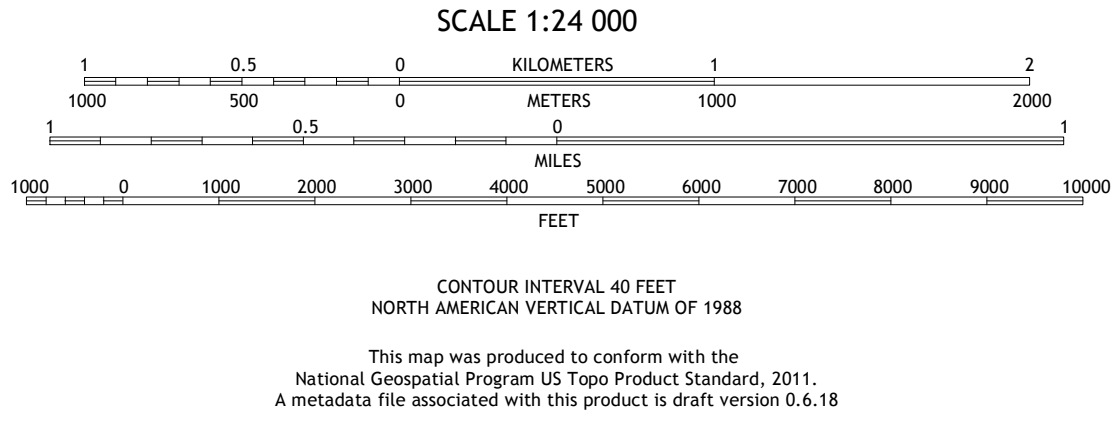 SCALE 1:24 000
1 0.5 0 KILOMETERS 1 2
1000 500 0 METERS 1000 2000
1 0.5 0 1
MILES
1000 0 1000 2000 3000 4000 5000 6000 7000 8000 9000 10000
FEET
CONTOUR INTERVAL 40 FEET
NORTH AMERICAN VERTICAL DATUM OF 1988
This map was produced to conform with the
National Geospatial Program US Topo Product Standard, 2011.
A metadata file associated with this product is draft version 0.6.18